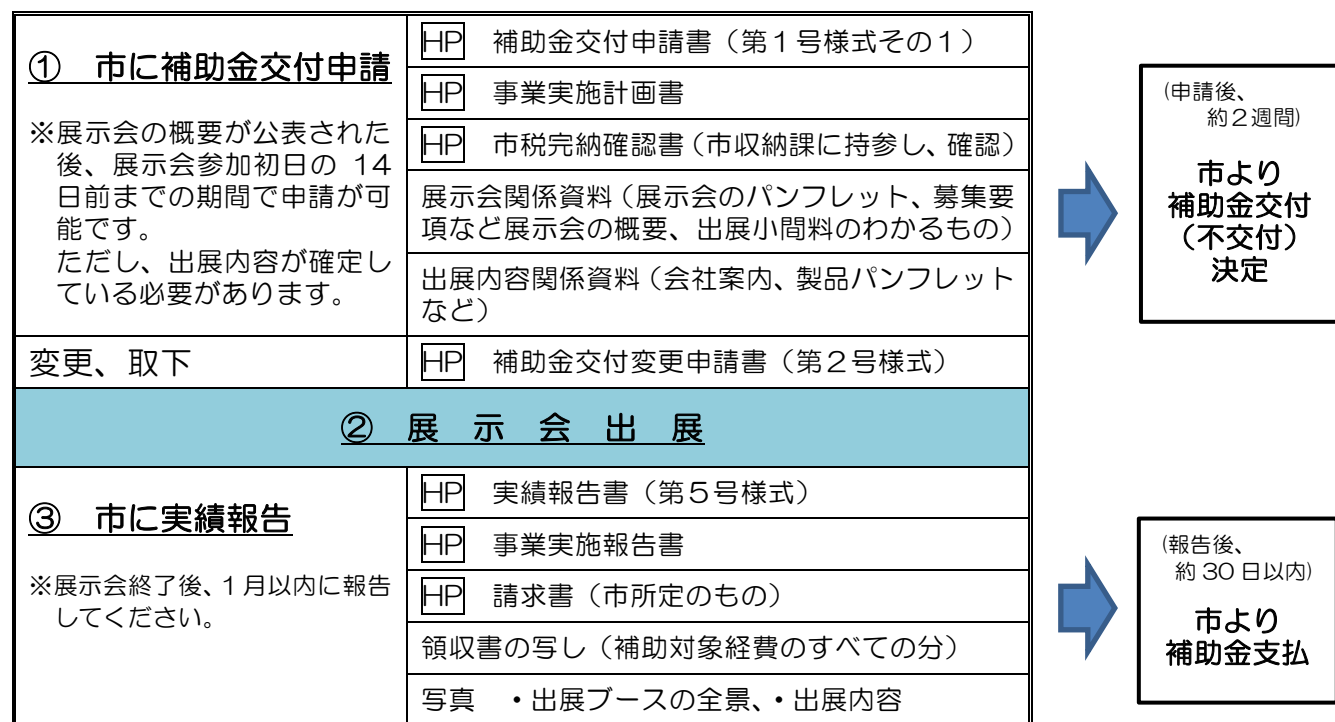 ① 市に補助金交付申請
※展示会の概要が公表された
後、展示会参加初日の 14
日前までの期間で申請が可
能です。
ただし、出展内容が確定し
ている必要があります。
HP 補助金交付申請書（第１号様式その１）
HP 事業実施計画書
HP 市税完納確認書（市収納課に持参し、確認）
展示会関係資料（展示会のパンフレット、募集要
項など展示会の概要、出展小間料のわかるもの）
出展内容関係資料（会社案内、製品パンフレット
など）
(申請後、
約２週間)
市より
補助金交付
（不交付）
決定
変更、取下
HP 補助金交付変更申請書（第２号様式）
② 展 示 会 出 展
③ 市に実績報告
※展示会終了後、１月以内に報告
してください。
HP 実績報告書（第５号様式）
HP 事業実施報告書
HP 請求書（市所定のもの）
領収書の写し（補助対象経費のすべての分）
写真 ・出展ブースの全景、・出展内容
(報告後、
約 30 日以内)
市より
補助金支払